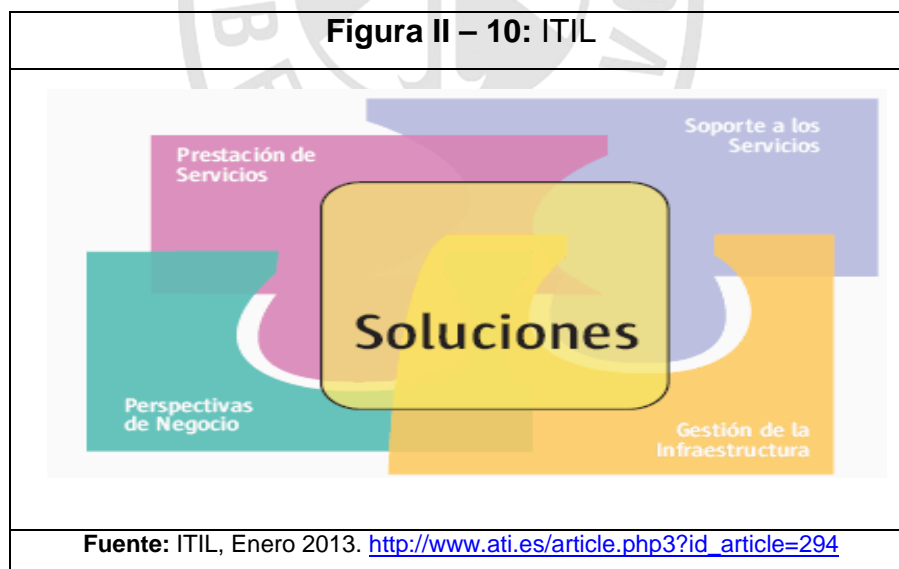 Figura II – 10: ITIL
Prestación de
Servicios
Soporte a los
Servicios
Soluciones
Perspectivas
de Negocio
Gestión de la
Infraestructura
Fuente: ITIL, Enero 2013. http://www.ati.es/article.php3?id_article=294